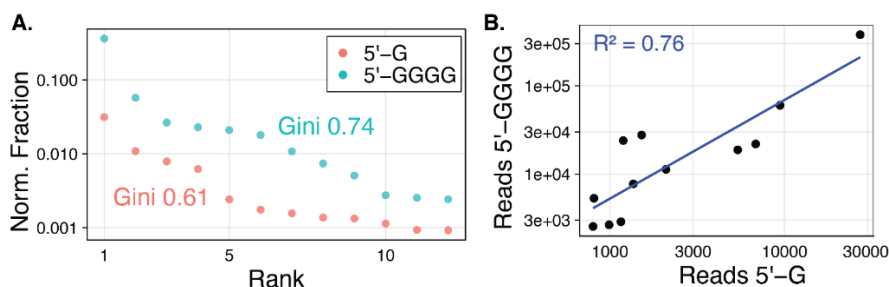 A.
Norm. Fraction
0.100
0.010
0.001
5'-G
5'-GGGG
Gini 0.74
Gini 0.61
1
5
10
Rank
B.
Reads 5'-GGGG
3e+05
1e+05
3e+04
1e+04
3e+03
R² = 0.76
1000
3000
10000
30000
Reads 5'-G